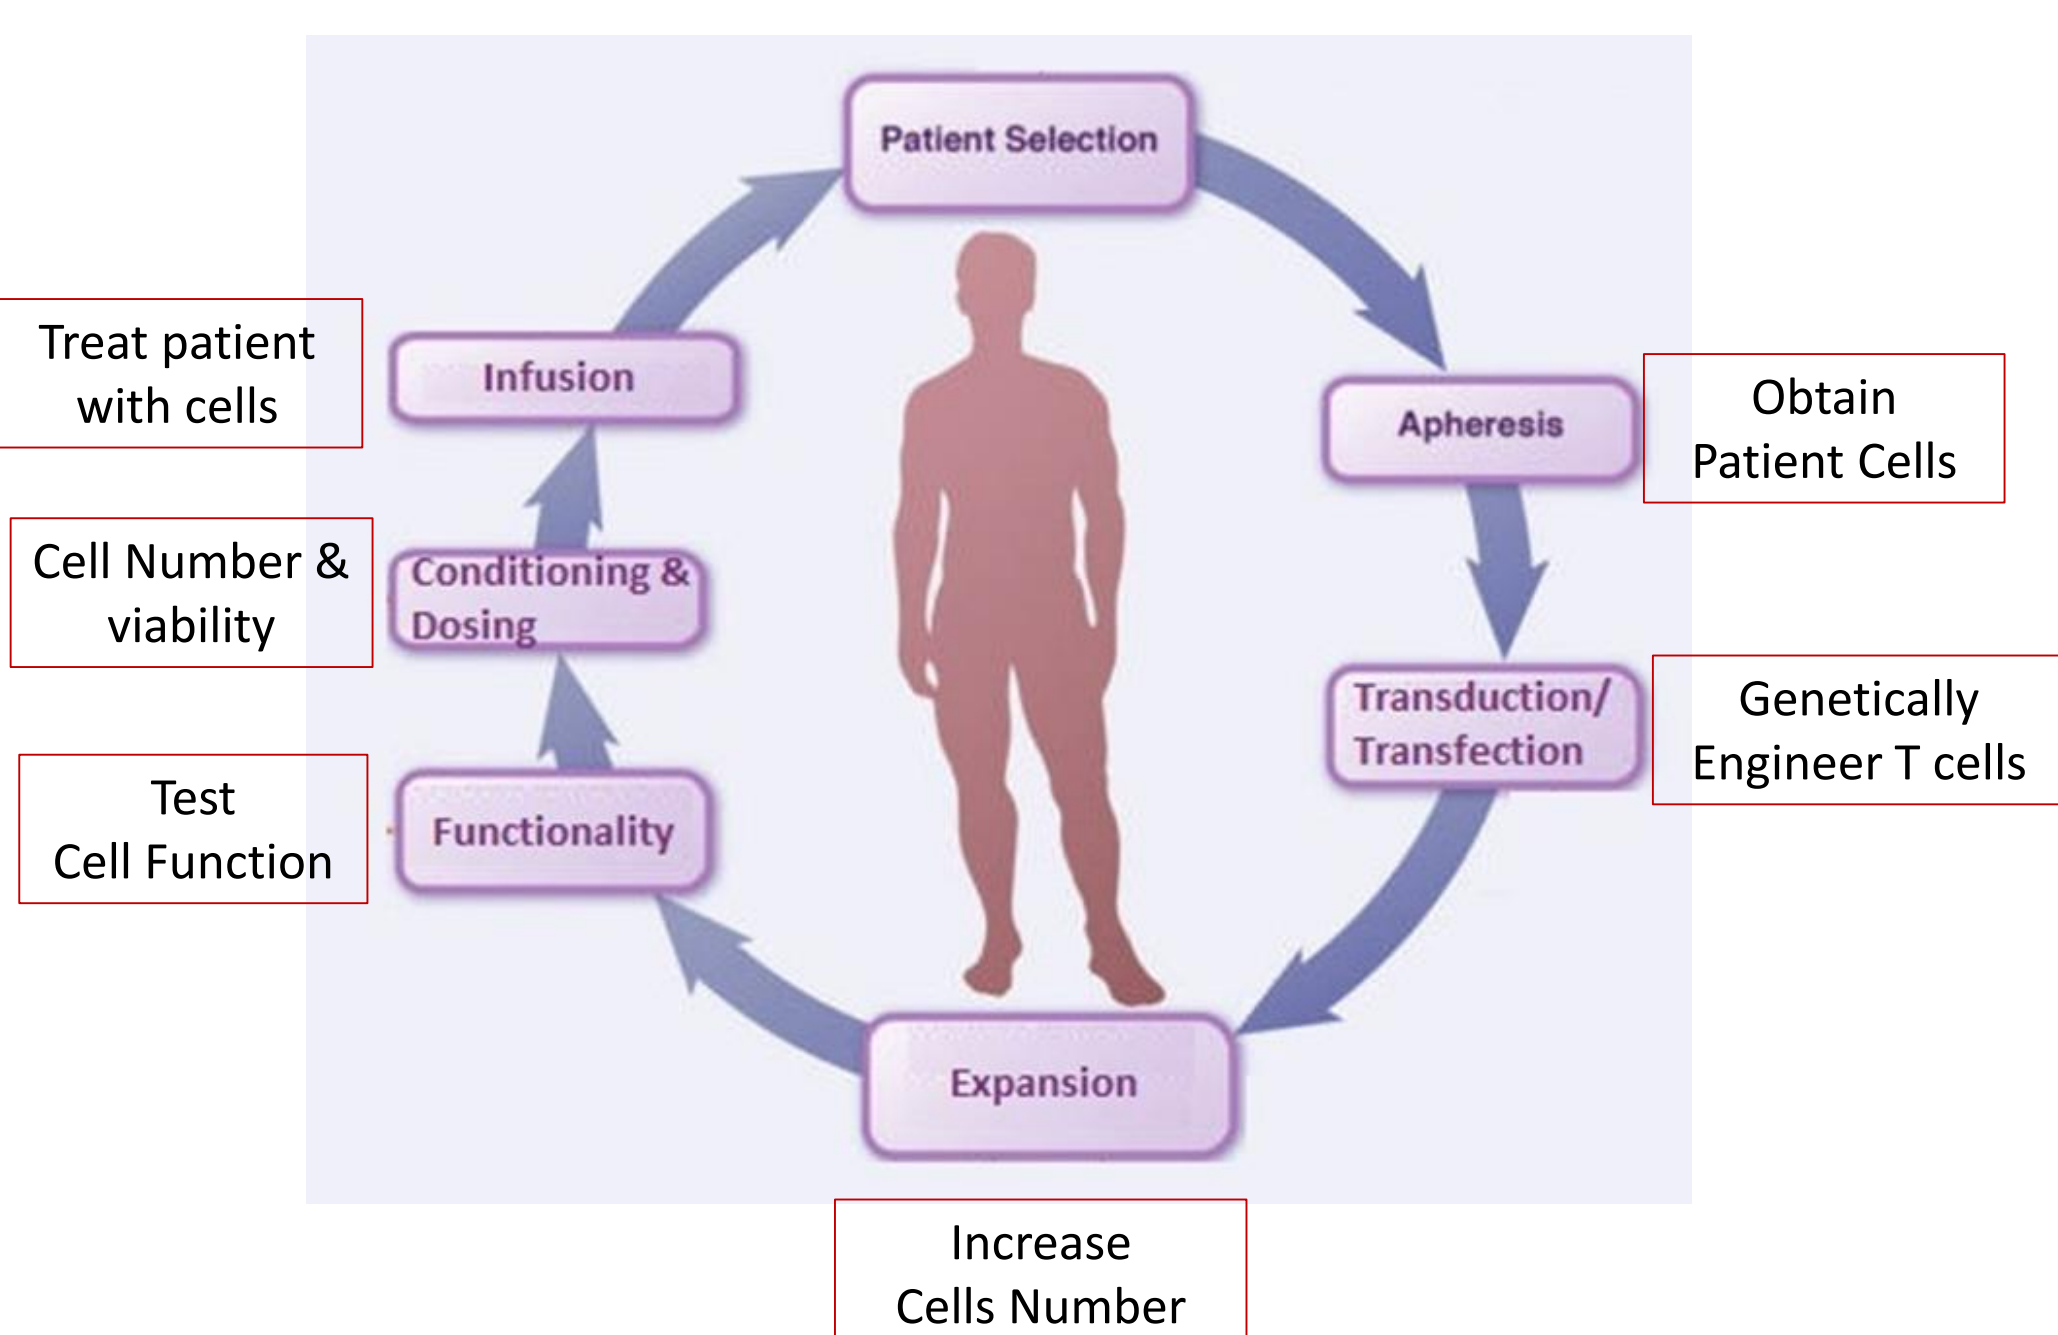 Patient Selection
Apheresis
Obtain
Patient Cells
Transduction/
Transfection
Genetically
Engineer T cells
Expansion
Increase
Cells Number
Functionality
Test
Cell Function
Conditioning &
Dosing
Cell Number &
viability
Infusion
Treat patient
with cells